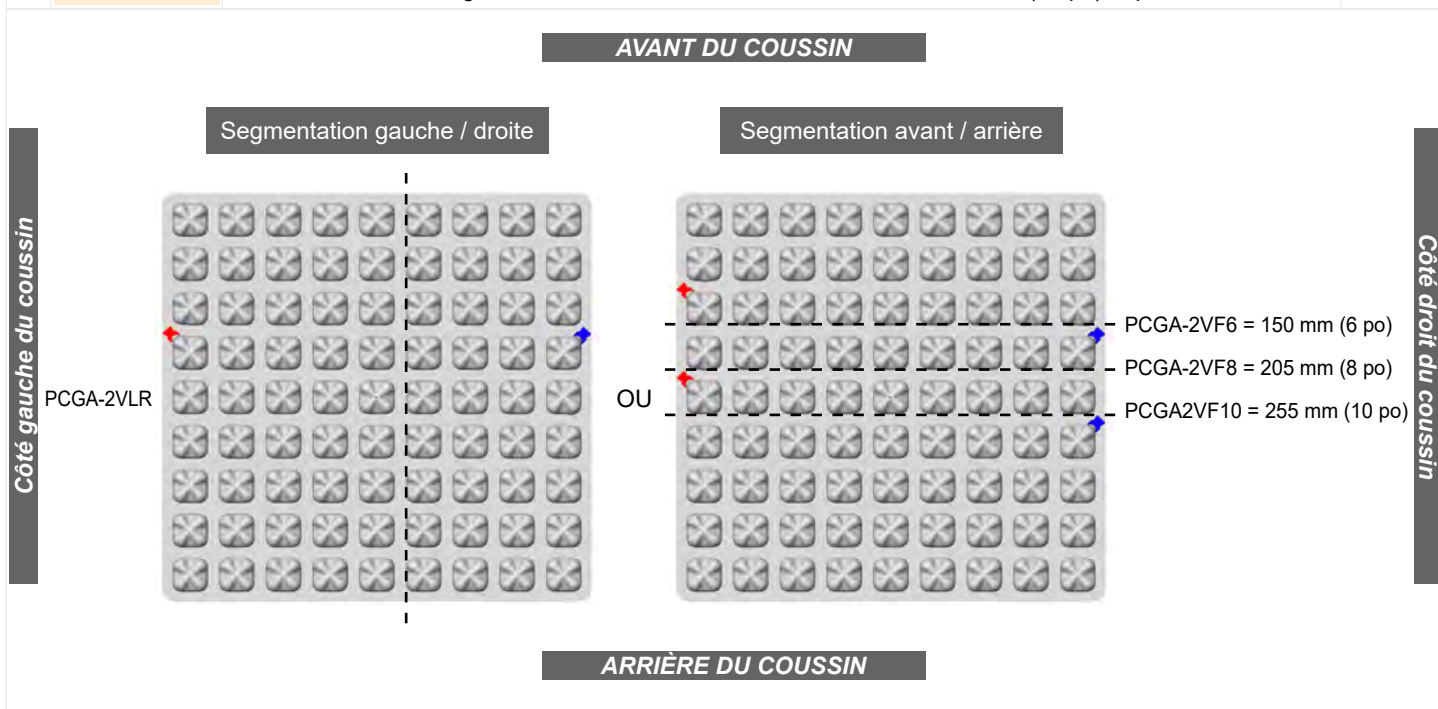 AVANT DU COUSSIN
Segmentation gauche / droite
Segmentation avant / arrière
Côté gauche du coussin
Côté droit du coussin
PCGA-2VLR
OU
PCGA-2VF6 = 150 mm (6 po)
PCGA-2VF8 = 205 mm (8 po)
PCGA2VF10 = 255 mm (10 po)
ARRIÈRE DU COUSSIN